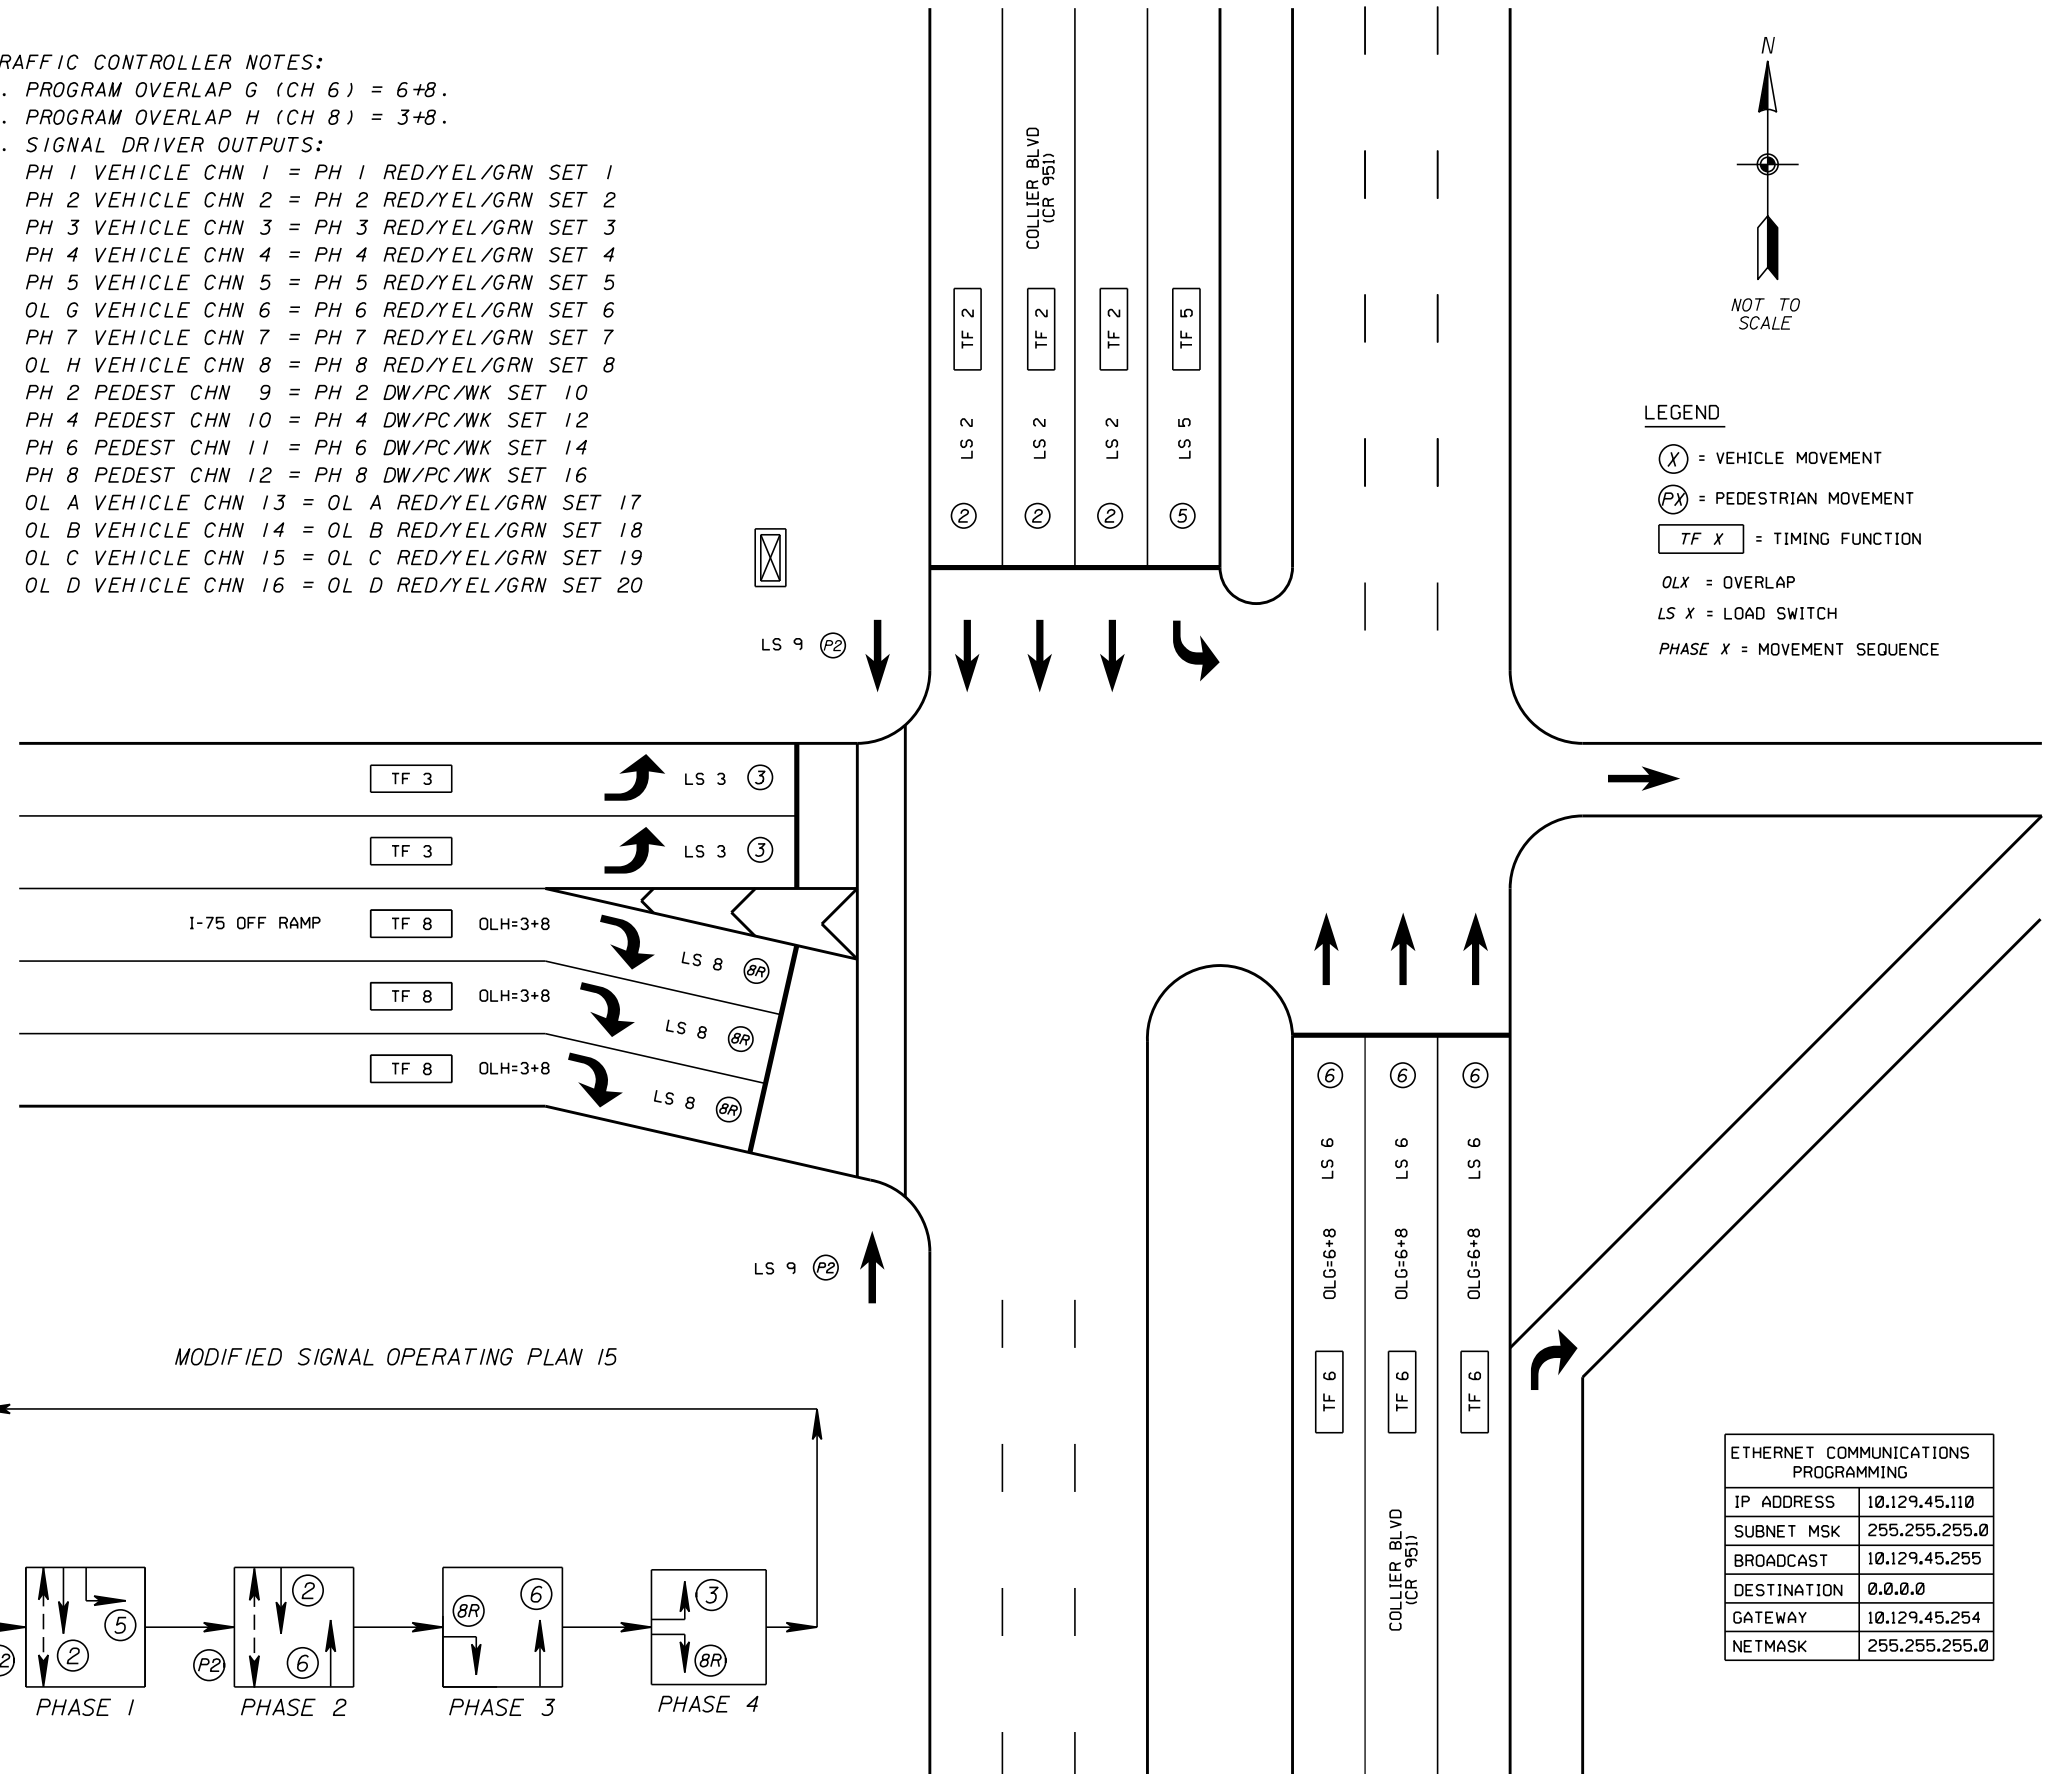 RAFFIC CONTROLLER NOTES:
. PROGRAM OVERLAP G (CH 6) = 6+8.
. PROGRAM OVERLAP H (CH 8) = 3+8.
. SIGNAL DRIVER OUTPUTS:
PH 1 VEHICLE CHN 1 = PH 1 RED/YEL/GRN SET 1
PH 2 VEHICLE CHN 2 = PH 2 RED/YEL/GRN SET 2
PH 3 VEHICLE CHN 3 = PH 3 RED/YEL/GRN SET 3
PH 4 VEHICLE CHN 4 = PH 4 RED/YEL/GRN SET 4
PH 5 VEHICLE CHN 5 = PH 5 RED/YEL/GRN SET 5
OL G VEHICLE CHN 6 = PH 6 RED/YEL/GRN SET 6
PH 7 VEHICLE CHN 7 = PH 7 RED/YEL/GRN SET 7
OL H VEHICLE CHN 8 = PH 8 RED/YEL/GRN SET 8
PH 2 PEDEST CHN 9 = PH 2 DW/PC/WK SET 10
PH 4 PEDEST CHN 10 = PH 4 DW/PC/WK SET 12
PH 6 PEDEST CHN 11 = PH 6 DW/PC/WK SET 14
PH 8 PEDEST CHN 12 = PH 8 DW/PC/WK SET 16
OL A VEHICLE CHN 13 = OL A RED/YEL/GRN SET 17
OL B VEHICLE CHN 14 = OL B RED/YEL/GRN SET 18
OL C VEHICLE CHN 15 = OL C RED/YEL/GRN SET 19
OL D VEHICLE CHN 16 = OL D RED/YEL/GRN SET 20
COLLIER BLVD
(CR 951)
TF 2
TF 2
TF 2
TF 5
LS 2
LS 2
LS 2
LS 5
2
2
2
5
N
NOT TO
SCALE
LEGEND
X = VEHICLE MOVEMENT
PX = PEDESTRIAN MOVEMENT
TF X = TIMING FUNCTION
OLX = OVERLAP
LS X = LOAD SWITCH
PHASE X = MOVEMENT SEQUENCE
LS 9 P2
TF 3 LS 3 3
TF 3 LS 3 3
I-75 OFF RAMP TF 8 OLH=3+8 LS 8 8R
TF 8 OLH=3+8 LS 8 8R
TF 8 OLH=3+8 LS 8 8R
LS 9 P2
6
6
6
LS 6
LS 6
LS 6
OLG=6+8
OLG=6+8
OLG=6+8
TF 6
TF 6
TF 6
COLLIER BLVD
(CR 951)
MODIFIED SIGNAL OPERATING PLAN 15
2
2
5
PHASE 1
P2
2
6
PHASE 2
8R
6
PHASE 3
3
8R
PHASE 4
ETHERNET COMMUNICATIONS
PROGRAMMING
IP ADDRESS 10.129.45.110
SUBNET MSK 255.255.255.0
BROADCAST 10.129.45.255
DESTINATION 0.0.0.0
GATEWAY 10.129.45.254
NETMASK 255.255.255.0